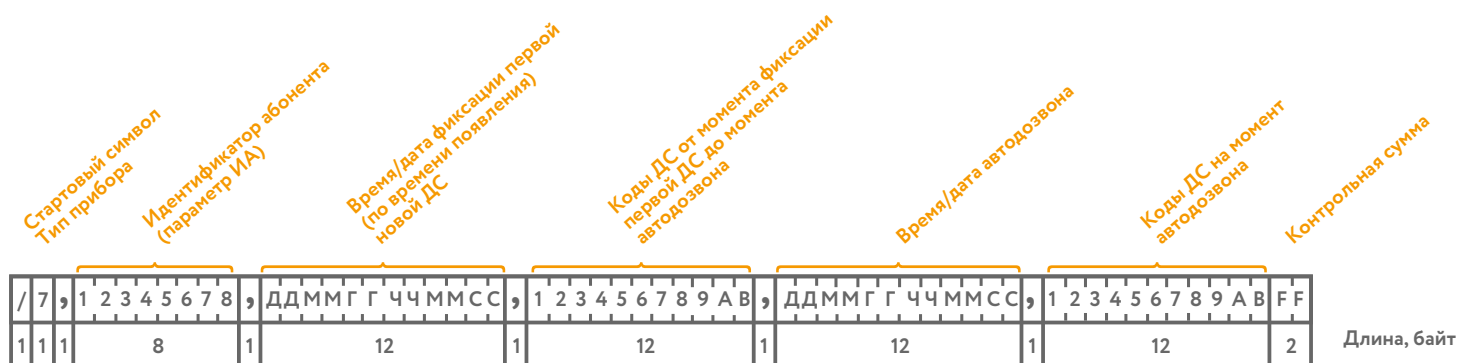 Стартовый символ
Тип прибора
Идентификатор абонента
(параметр ИА)
Время/дата фиксации первой
(по времени появления)
новой ДС
Коды ДС от момента фиксации
первой ДС до момента
автодозвона
Время/дата автодозвона
Коды ДС на момент
автодозвона
Контрольная сумма
/ 7 , 1 2 3 4 5 6 7 8 , ДДММГГЧЧММСС , 1 2 3 4 5 6 7 8 9 А В , ДДММГГЧЧММСС , 1 2 3 4 5 6 7 8 9 А В F F
1 1 1 8 1 12 1 12 1 12 1 12 2 Длина, байт